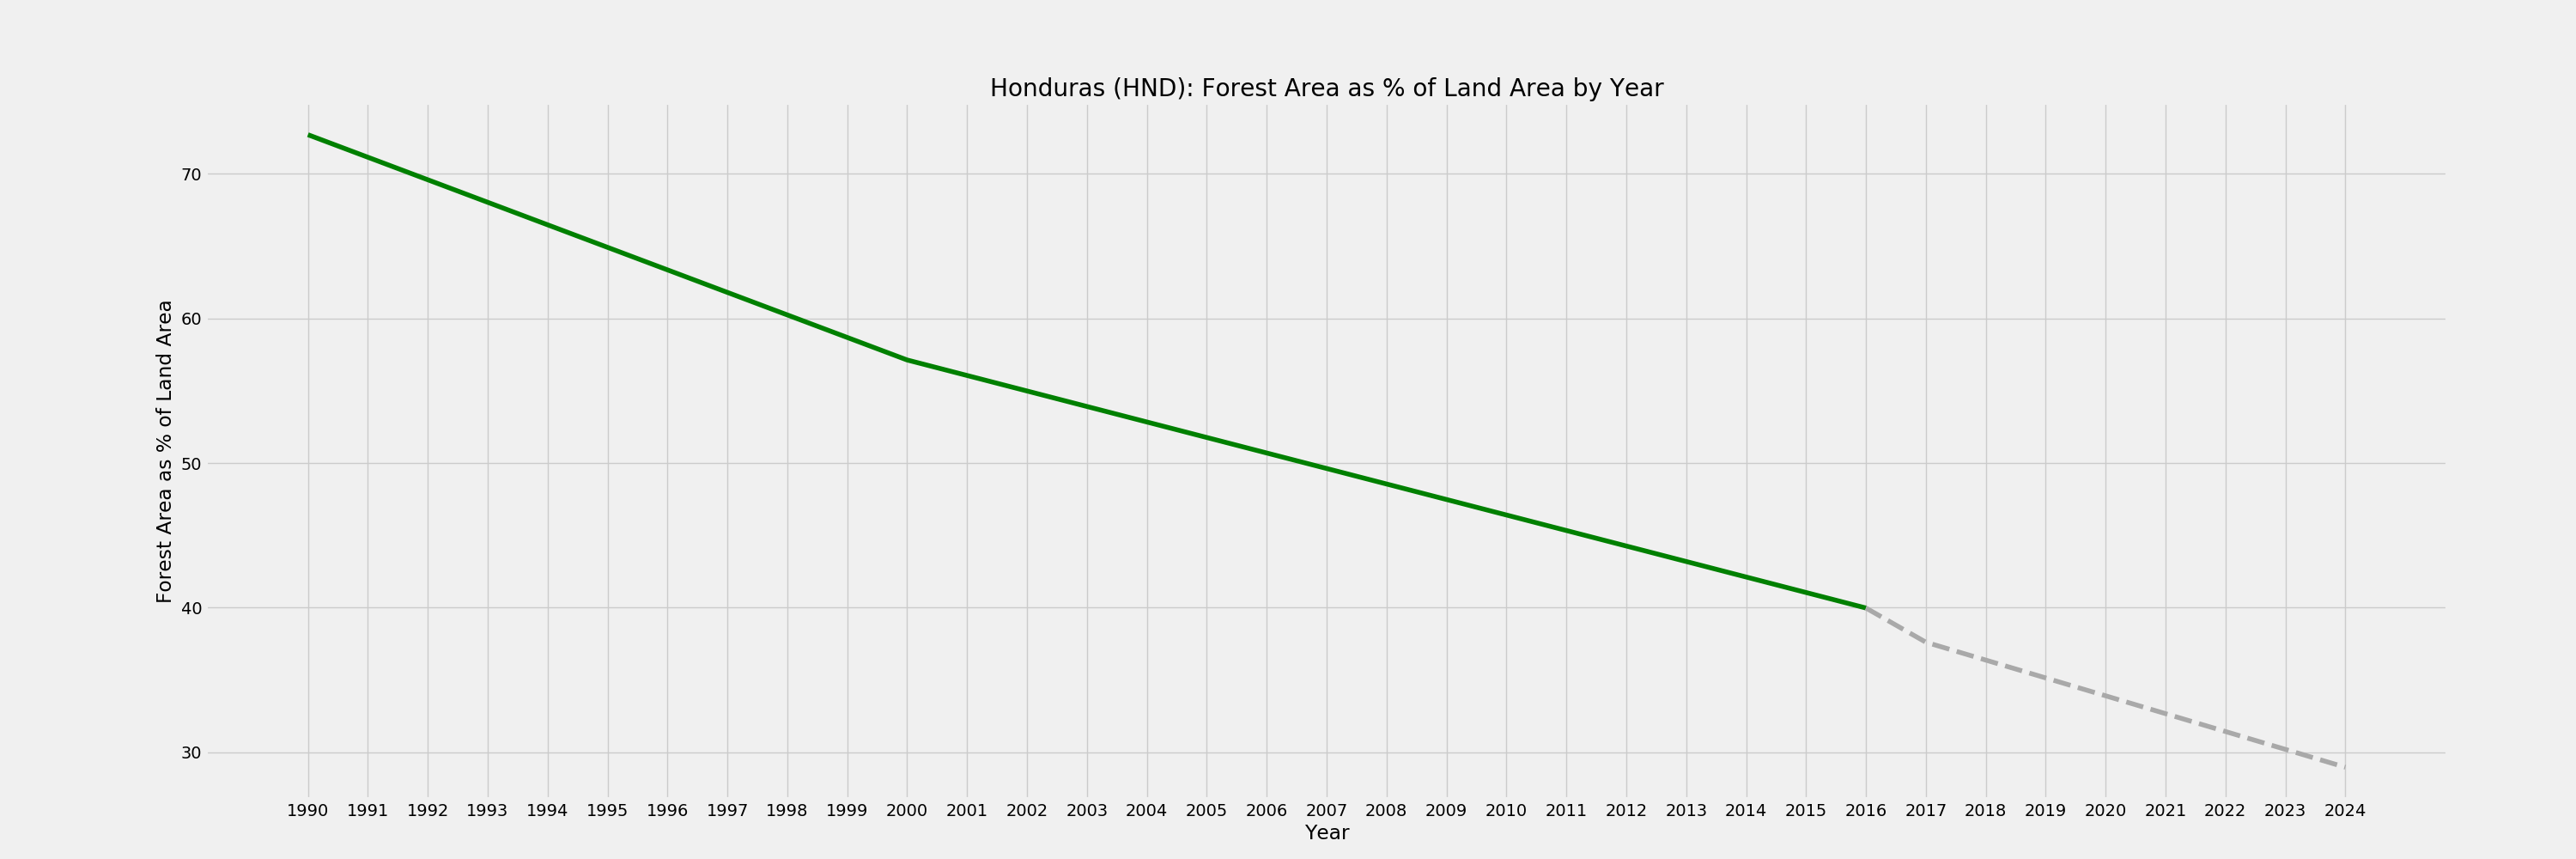 Honduras (HND): Forest Area as % of Land Area by Year
Forest Area as % of Land Area
70
60
50
40
30
1990 1991 1992 1993 1994 1995 1996 1997 1998 1999 2000 2001 2002 2003 2004 2005 2006 2007 2008 2009 2010 2011 2012 2013 2014 2015 2016 2017 2018 2019 2020 2021 2022 2023 2024
Year